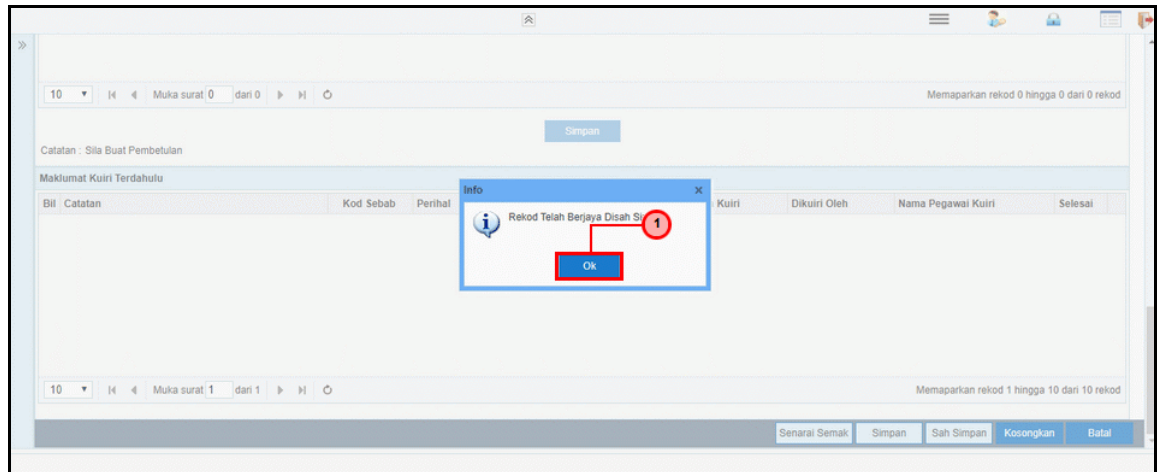 10 Muka surat 0 dari 0 Memaparkan rekod 0 hingga 0 dari 0 rekod
Simpan
Catatan : Sila Buat Pembetulan
Maklumat Kuiri Terdahulu
Info x
Bil Catatan Kod Sebab Perihal Kuiri Dikuiri Oleh Nama Pegawai Kuiri Selesai
i Rekod Telah Berjaya Disah 1
Ok
10 Muka surat 1 dari 1 Memaparkan rekod 1 hingga 10 dari 10 rekod
Senarai Semak Simpan Sah Simpan Kosongkan Batal